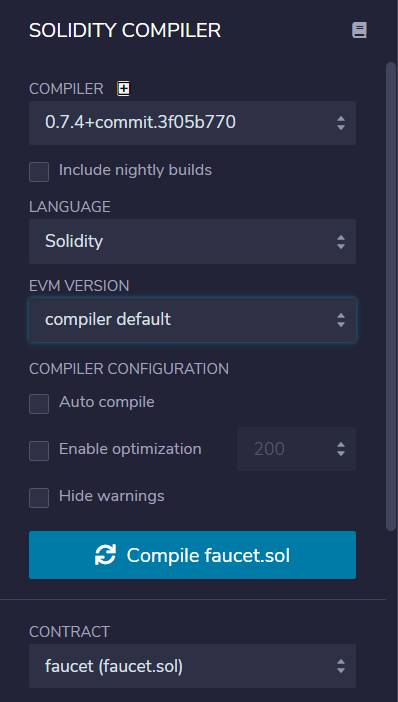 SOLIDITY COMPILER
COMPILER
0.7.4+commit.3f05b770
Include nightly builds
LANGUAGE
Solidity
EVM VERSION
compiler default
COMPILER CONFIGURATION
Auto compile
Enable optimization 200
Hide warnings
Compile faucet.sol
CONTRACT
faucet (faucet.sol)